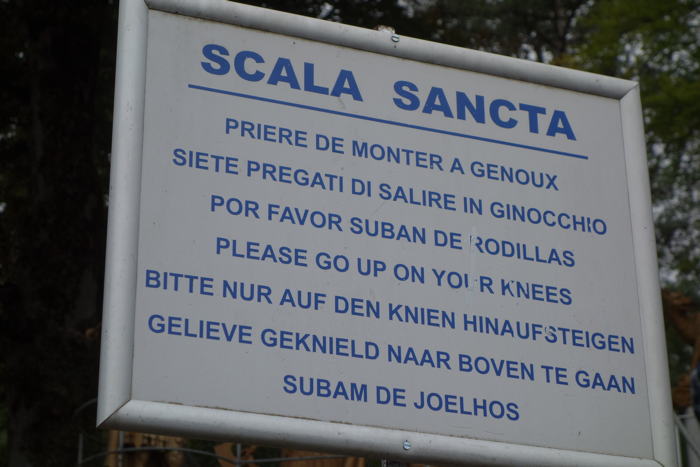 SCALA SANCTA
PRIERE DE MONTER A GENOUX
SIETE PREGATI DI SALIRE IN GINOCCHIO
POR FAVOR SUBAN DE RODILLAS
PLEASE GO UP ON YOUR KNEES
BITTE NUR AUF DEN KNIEN HINAUFSTEIGEN
GELIEVE GEKNIELD NAAR BOVEN TE GAAN
SUBAM DE JOELHOS